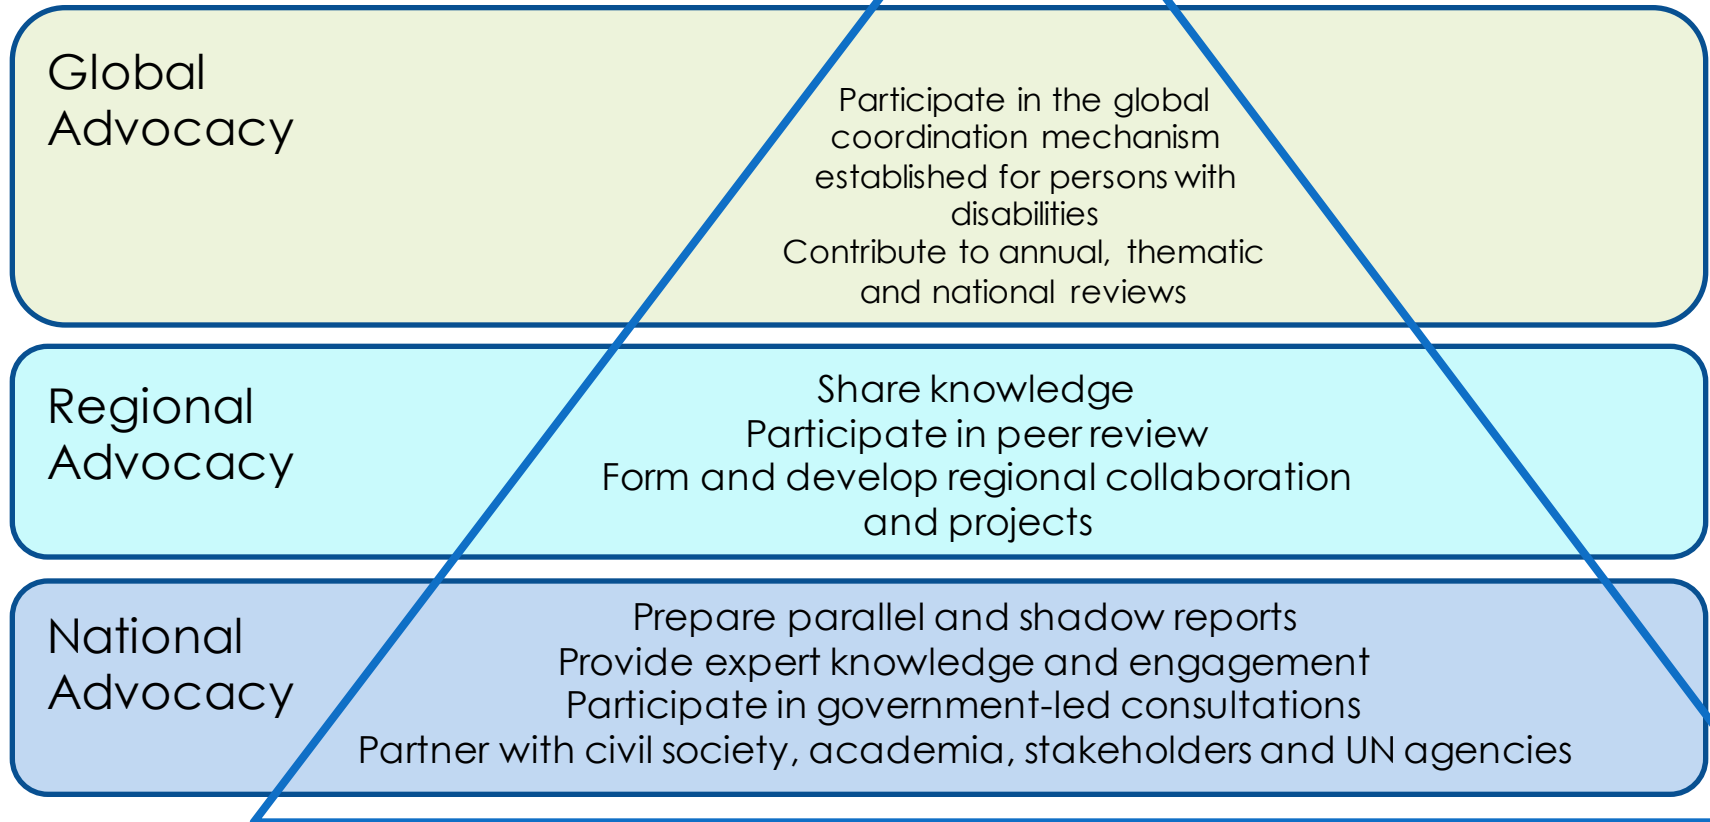 Global
Advocacy
Participate in the global
coordination mechanism
established for persons with
disabilities
Contribute to annual, thematic
and national reviews
Regional
Advocacy
Share knowledge
Participate in peer review
Form and develop regional collaboration
and projects
National
Advocacy
Prepare parallel and shadow reports
Provide expert knowledge and engagement
Participate in government-led consultations
Partner with civil society, academia, stakeholders and UN agencies